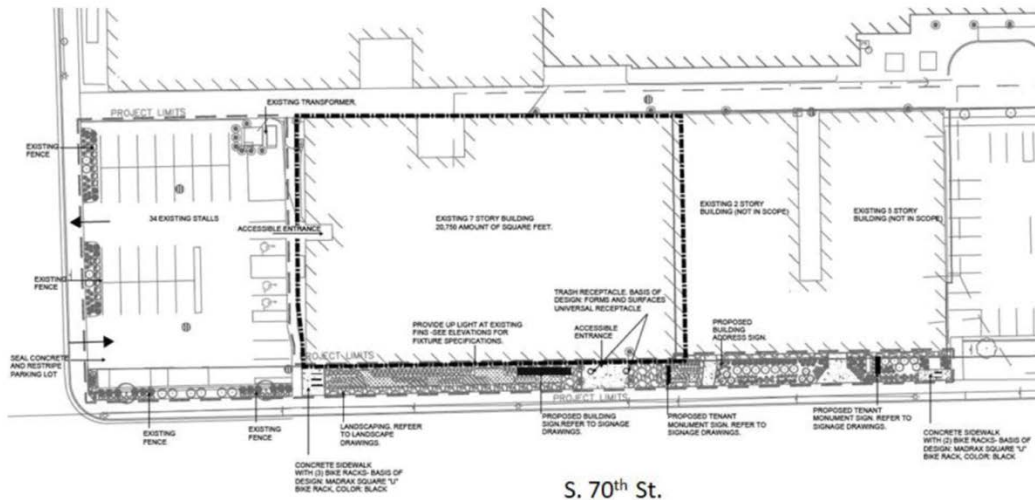 PROJECT LIMITS
EXISTING TRANSFORMER.
EXISTING
FENCE
34 EXISTING STALLS
ACCESSIBLE ENTRANCE
EXISTING 7 STORY BUILDING
20,750 AMOUNT OF SQUARE FEET.
EXISTING 2 STORY
BUILDING (NOT IN SCOPE)
EXISTING 5 STORY
BUILDING (NOT IN SCOPE)
EXISTING
FENCE
TRASH RECEPTACLE. BASIS OF
DESIGN: FORMS AND SURFACES
UNIVERSAL RECEPTACLE
PROVIDE UP LIGHT AT EXISTING
FINS -SEE ELEVATIONS FOR
FIXTURE SPECIFICATIONS.
ACCESSIBLE
ENTRANCE
PROPOSED
BUILDING
ADDRESS SIGN.
SEAL CONCRETE
AND RESTRIPE
PARKING LOT
PROJECT LIMITS
PROJECT LIMITS
EXISTING
FENCE
EXISTING
FENCE
LANDSCAPING. REFEER
TO LANDSCAPE
DRAWINGS.
PROPOSED BUILDING
SIGN.REFER TO SIGNAGE
DRAWINGS.
PROPOSED TENANT
MONUMENT SIGN. REFER TO
SIGNAGE DRAWINGS.
PROPOSED TENANT
MONUMENT SIGN. REFER TO
SIGNAGE DRAWINGS.
CONCRETE SIDEWALK
WITH (3) BIKE RACKS- BASIS OF
DESIGN: MADRAX SQUARE "U"
BIKE RACK, COLOR: BLACK
CONCRETE SIDEWALK
WITH (2) BIKE RACKS- BASIS OF
DESIGN: MADRAX SQUARE "U"
BIKE RACK, COLOR: BLACK
S. 70th St.